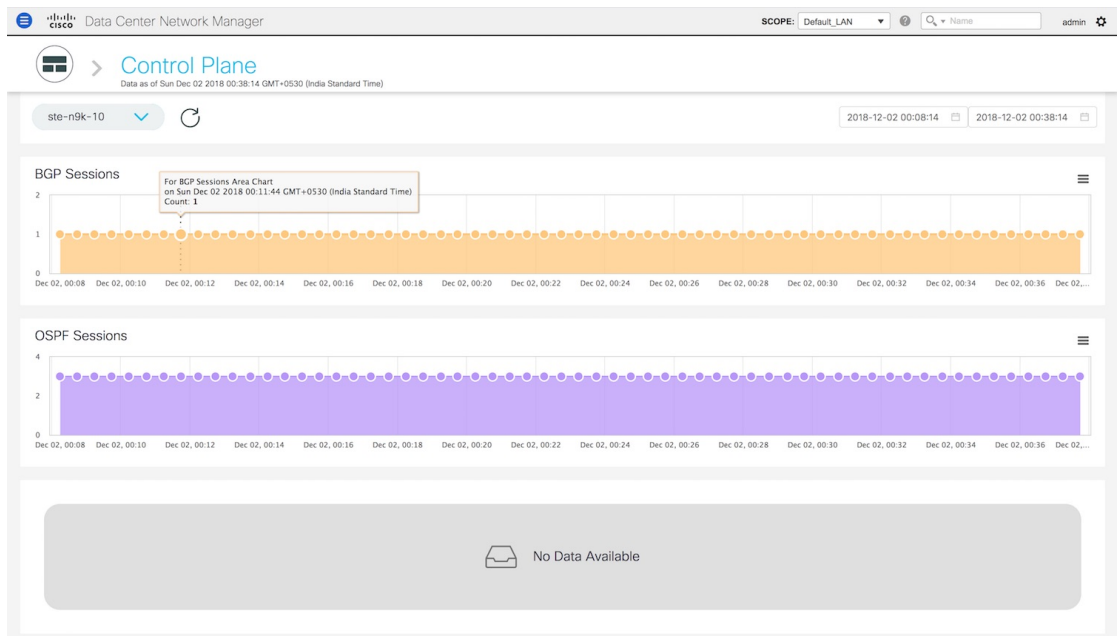 cisco Data Center Network Manager SCOPE: Default_LAN ? Name admin
Control Plane
Data as of Sun Dec 02 2018 00:38:14 GMT+0530 (India Standard Time)
ste-n9k-10 2018-12-02 00:08:14 2018-12-02 00:38:14
BGP Sessions
For BGP Sessions Area Chart
on Sun Dec 02 2018 00:11:44 GMT+0530 (India Standard Time)
Count: 1
2
1
0
Dec 02, 00:08 Dec 02, 00:10 Dec 02, 00:12 Dec 02, 00:14 Dec 02, 00:16 Dec 02, 00:18 Dec 02, 00:20 Dec 02, 00:22 Dec 02, 00:24 Dec 02, 00:26 Dec 02, 00:28 Dec 02, 00:30 Dec 02, 00:32 Dec 02, 00:34 Dec 02, 00:36 Dec 02,...
OSPF Sessions
4
2
0
Dec 02, 00:08 Dec 02, 00:10 Dec 02, 00:12 Dec 02, 00:14 Dec 02, 00:16 Dec 02, 00:18 Dec 02, 00:20 Dec 02, 00:22 Dec 02, 00:24 Dec 02, 00:26 Dec 02, 00:28 Dec 02, 00:30 Dec 02, 00:32 Dec 02, 00:34 Dec 02, 00:36 Dec 02,...
No Data Available